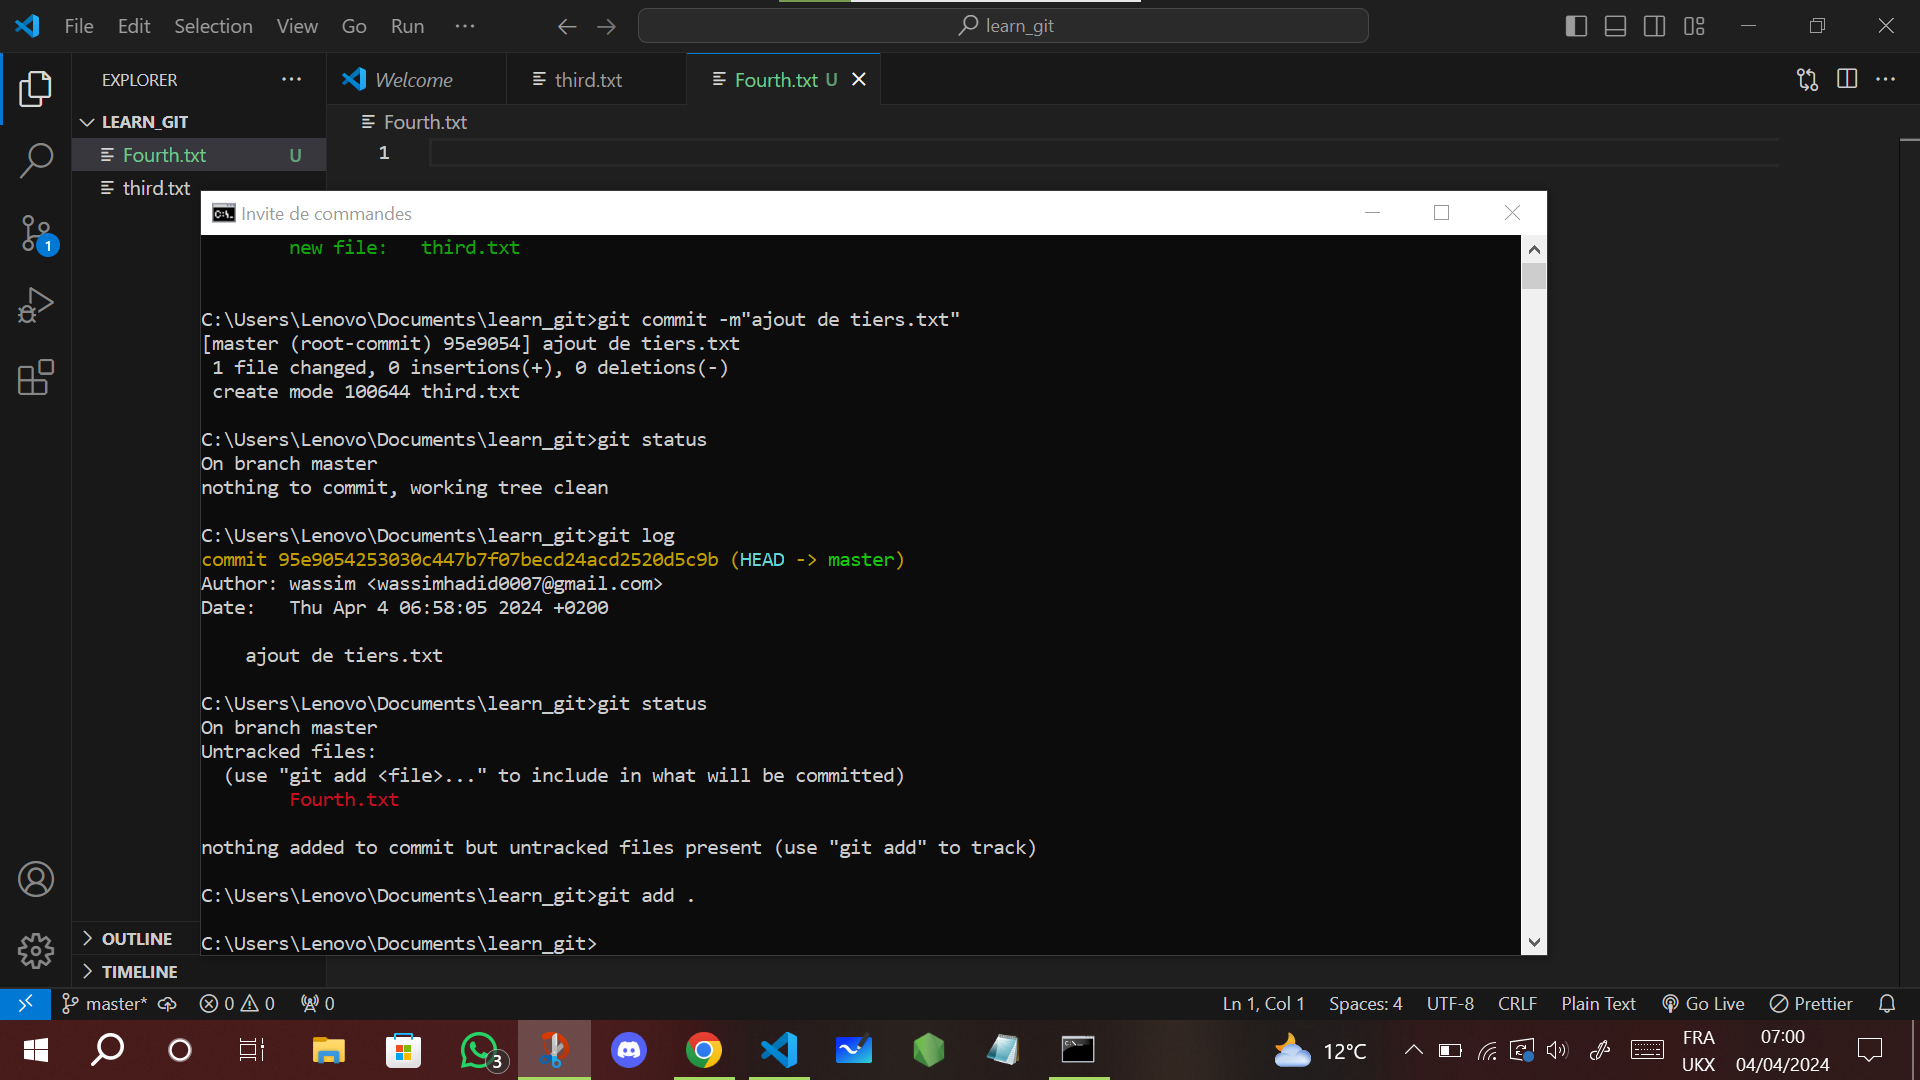 File Edit Selection View Go Run ··· learn_git
EXPLORER ···
Welcome third.txt Fourth.txt U
LEARN_GIT
Fourth.txt U
third.txt
Fourth.txt
1
1
Invite de commandes
new file:   third.txt
C:\Users\Lenovo\Documents\learn_git>git commit -m"ajout de tiers.txt"
[master (root-commit) 95e9054] ajout de tiers.txt
1 file changed, 0 insertions(+), 0 deletions(-)
create mode 100644 third.txt
C:\Users\Lenovo\Documents\learn_git>git status
On branch master
nothing to commit, working tree clean
C:\Users\Lenovo\Documents\learn_git>git log
commit 95e9054253030c447b7f07becd24acd2520d5c9b (HEAD -> master)
Author: wassim <wassimhadid0007@gmail.com>
Date:   Thu Apr 4 06:58:05 2024 +0200
ajout de tiers.txt
C:\Users\Lenovo\Documents\learn_git>git status
On branch master
Untracked files:
(use "git add <file>..." to include in what will be committed)
Fourth.txt
nothing added to commit but untracked files present (use "git add" to track)
C:\Users\Lenovo\Documents\learn_git>git add .
C:\Users\Lenovo\Documents\learn_git>
OUTLINE
TIMELINE
master* 0 0 0 Ln 1, Col 1 Spaces: 4 UTF-8 CRLF Plain Text Go Live Prettier
3 12°C FRA 07:00
UKX 04/04/2024